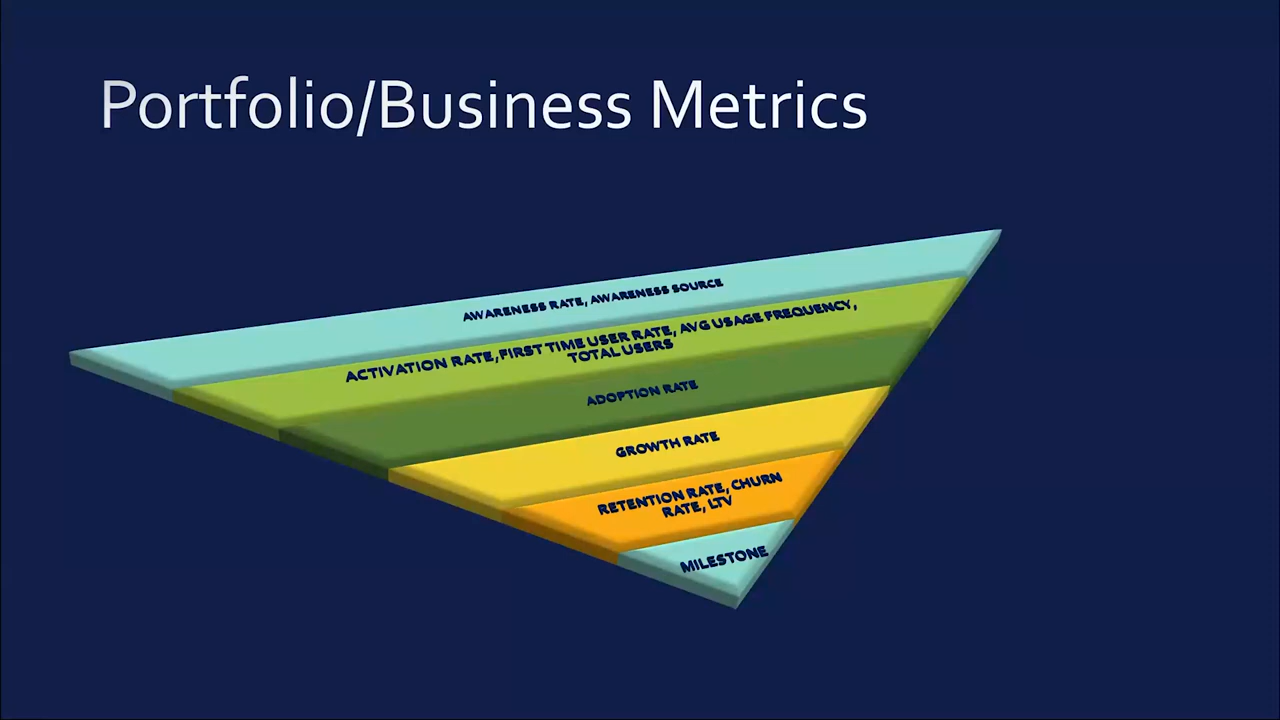 Portfolio/Business Metrics
AWARENESS RATE, AWARENESS SOURCE
ACTIVATION RATE,FIRST TIME USER RATE, AVG USAGE FREQUENCY,
TOTAL USERS
ADOPTION RATE
GROWTH RATE
RETENTION RATE, CHURN
RATE, LTV
MILESTONE